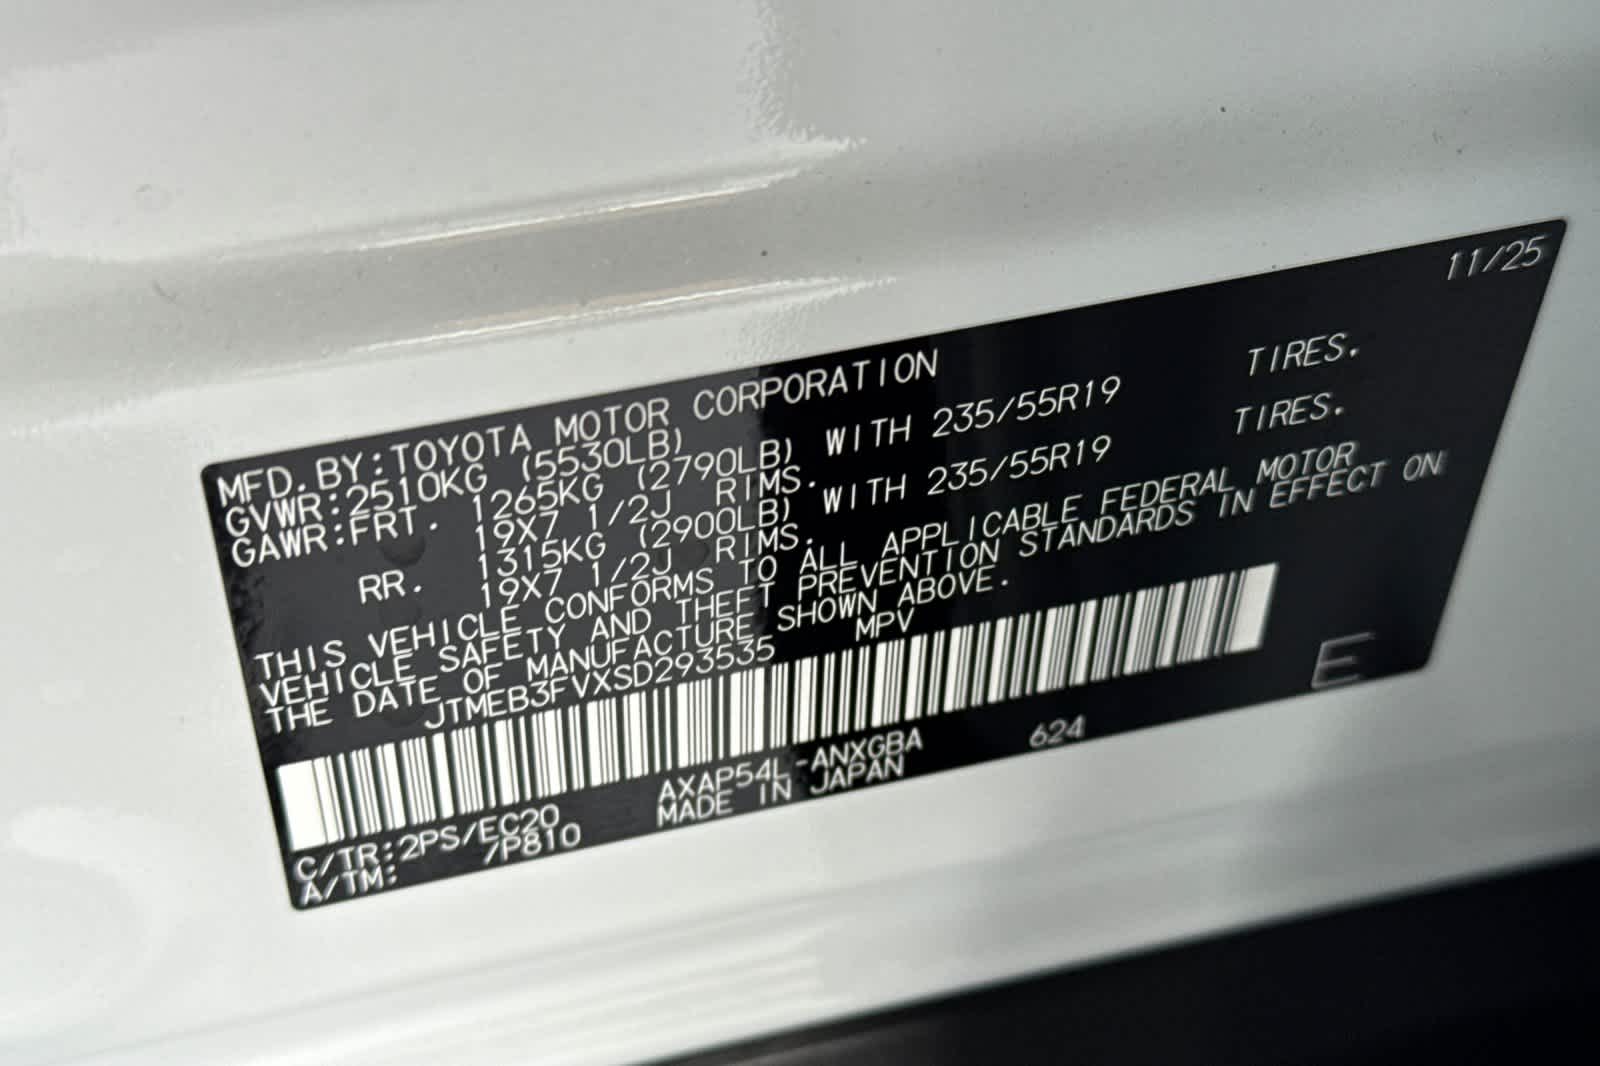 11/25
MFD. BY: TOYOTA MOTOR CORPORATION
GVWR: 2510KG (5530LB)
GAWR: FRT. 1265KG (2790LB) WITH 235/55R19 TIRES.
19X7 1/2J RIMS.
RR. 1315KG (2900LB) WITH 235/55R19 TIRES.
19X7 1/2J RIMS.
THIS VEHICLE CONFORMS TO ALL APPLICABLE FEDERAL MOTOR
VEHICLE SAFETY AND THEFT PREVENTION STANDARDS IN EFFECT ON
THE DATE OF MANUFACTURE SHOWN ABOVE.
JTMEB3FVXSD293535 MPV
E
C/TR: 2PS/EC20 AXAP54L-ANXGBA 624
A/TM: /P810 MADE IN JAPAN